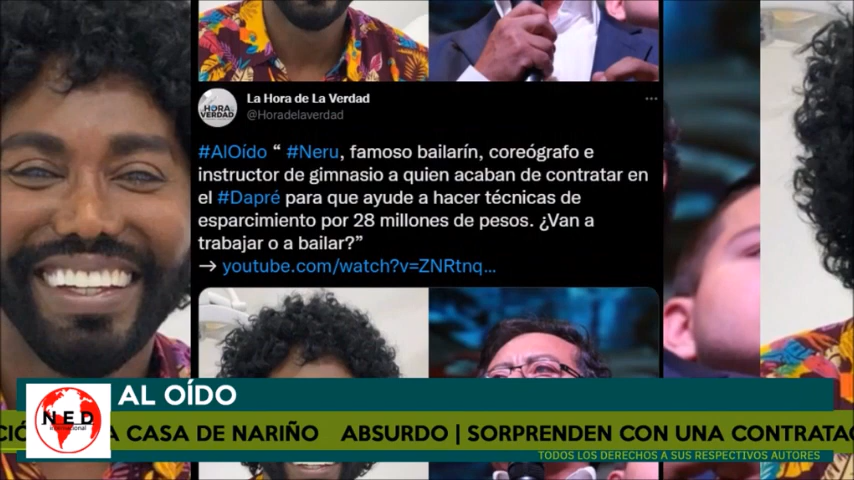 La Hora de La Verdad
@Horadelaverdad
HORA
VERDAD
#AlOído “ #Neru, famoso bailarín, coreógrafo e
instructor de gimnasio a quien acaban de contratar en
el #Dapré para que ayude a hacer técnicas de
esparcimiento por 28 millones de pesos. ¿Van a
trabajar o a bailar?”
→ youtube.com/watch?v=ZNRtnq...
AL OÍDO
NED
international
A CASA DE NARIÑO ABSURDO | SORPRENDEN CON UNA CONTRATA
TODOS LOS DERECHOS A SUS RESPECTIVOS AUTORES